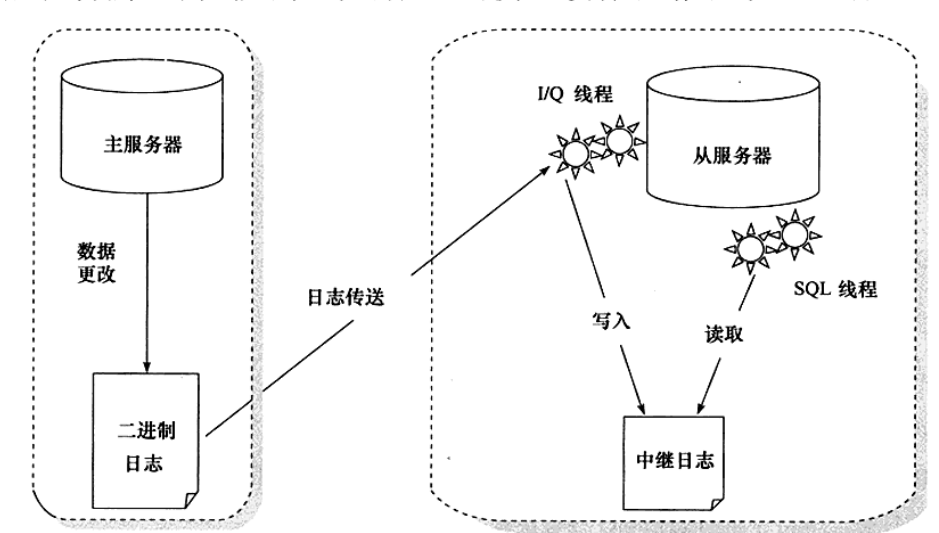 主服务器
数据
更改
二进制
日志
日志传送
I/Q 线程
从服务器
SQL 线程
写入
读取
中继日志